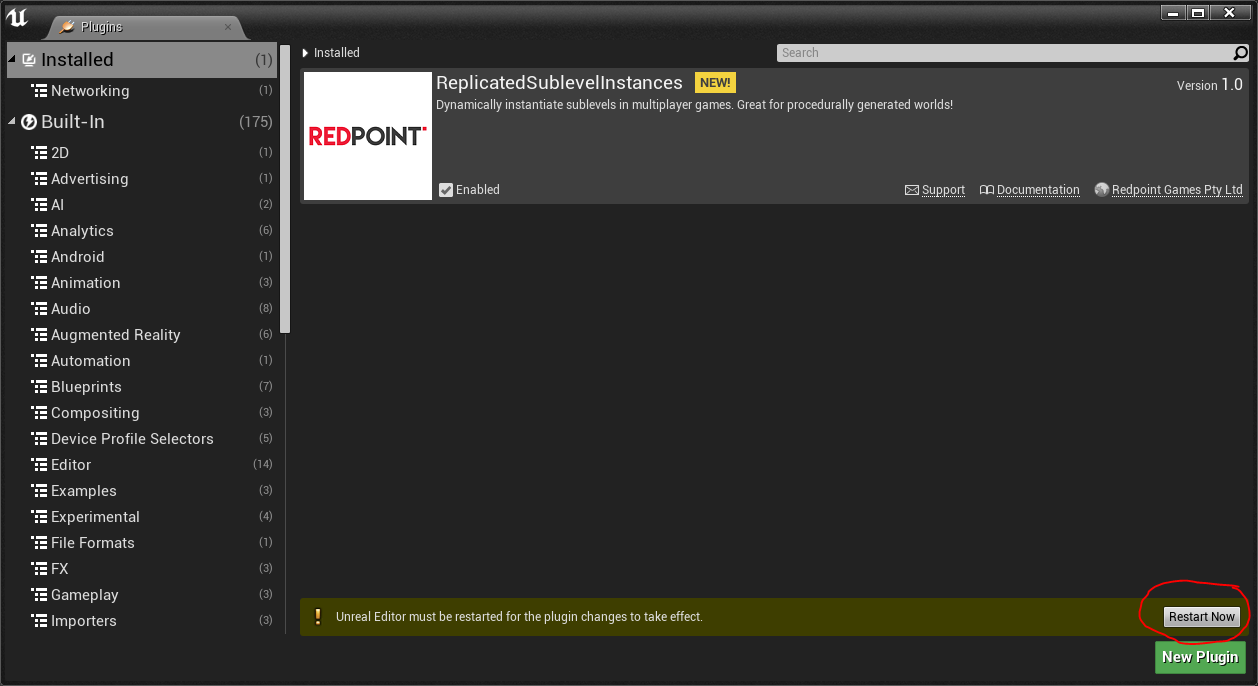 Plugins
Installed (1)
Networking (1)
Built-In (175)
2D (1)
Advertising (1)
AI (2)
Analytics (6)
Android (1)
Animation (3)
Audio (8)
Augmented Reality (6)
Automation (1)
Blueprints (7)
Compositing (3)
Device Profile Selectors (5)
Editor (14)
Examples (3)
Experimental (4)
File Formats (1)
FX (3)
Gameplay (3)
Importers (3)
Installed
Search
REDPOINT
ReplicatedSublevelInstances NEW! Version 1.0
Dynamically instantiate sublevels in multiplayer games. Great for procedurally generated worlds!
Enabled Support Documentation Redpoint Games Pty Ltd
Unreal Editor must be restarted for the plugin changes to take effect. Restart Now
New Plugin